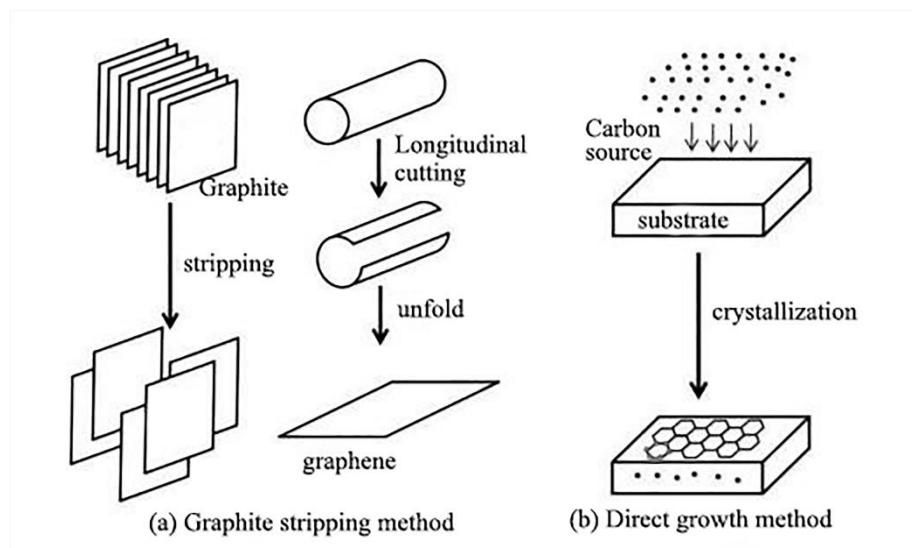 Graphite
stripping
Longitudinal
cutting
unfold
graphene
(a) Graphite stripping method
Carbon
source
substrate
crystallization
(b) Direct growth method